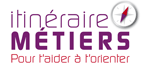 itinéraire
MÉTIERS
Pour t'aider à t'orienter